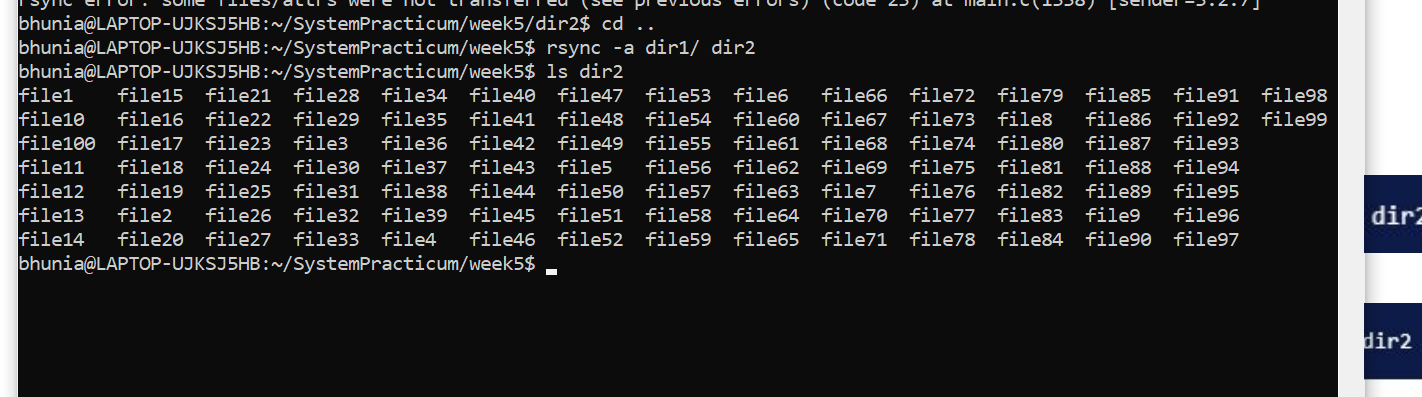 rsync error: some files/attrs were not transferred (see previous errors) (code 23) at main.c(1338) [sender=3.2.7]
bhunia@LAPTOP-UJKSJ5HB:~/SystemPracticum/week5/dir2$ cd ..
bhunia@LAPTOP-UJKSJ5HB:~/SystemPracticum/week5$ rsync -a dir1/ dir2
bhunia@LAPTOP-UJKSJ5HB:~/SystemPracticum/week5$ ls dir2
file1 file15 file21 file28 file34 file40 file47 file53 file6 file66 file72 file79 file85 file91 file98
file10 file16 file22 file29 file35 file41 file48 file54 file60 file67 file73 file8 file86 file92 file99
file100 file17 file23 file3 file36 file42 file49 file55 file61 file68 file74 file80 file87 file93
file11 file18 file24 file30 file37 file43 file5 file56 file62 file69 file75 file81 file88 file94
file12 file19 file25 file31 file38 file44 file50 file57 file63 file7 file76 file82 file89 file95
file13 file2 file26 file32 file39 file45 file51 file58 file64 file70 file77 file83 file9 file96
file14 file20 file27 file33 file4 file46 file52 file59 file65 file71 file78 file84 file90 file97
bhunia@LAPTOP-UJKSJ5HB:~/SystemPracticum/week5$
dir2
dir2